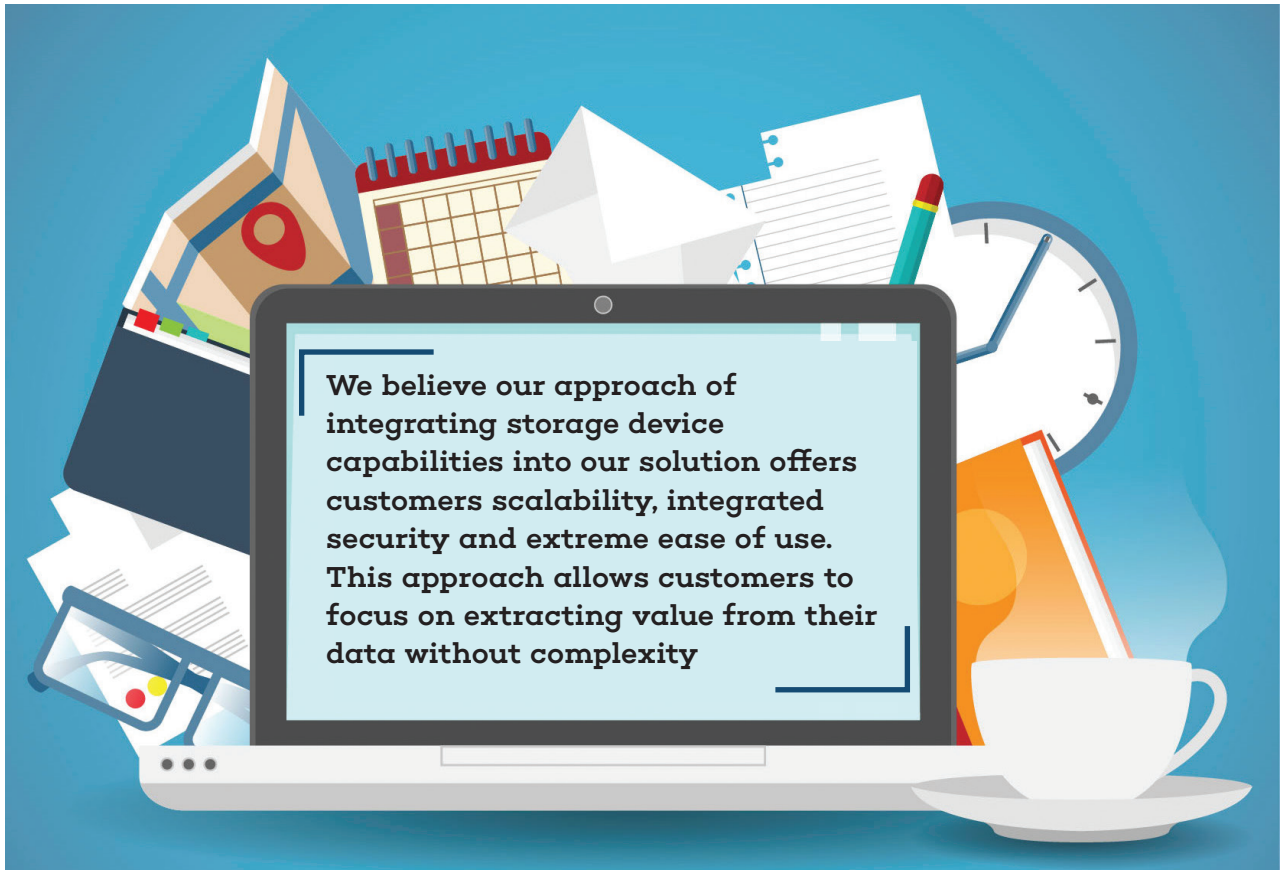 We believe our approach of
integrating storage device
capabilities into our solution offers
customers scalability, integrated
security and extreme ease of use.
This approach allows customers to
focus on extracting value from their
data without complexity